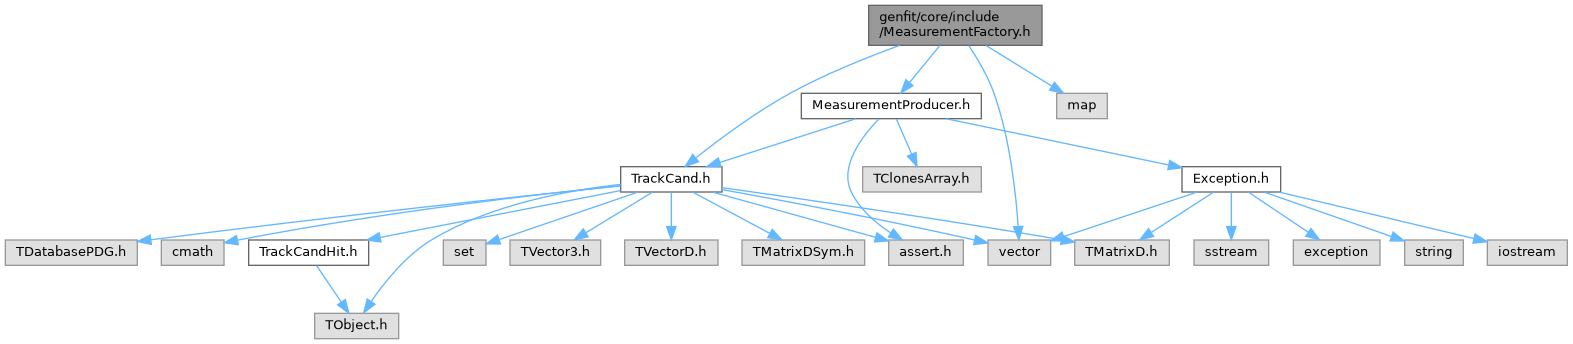 genfit/core/include
/MeasurementFactory.h
MeasurementProducer.h
map
TrackCand.h
TClonesArray.h
Exception.h
TDatabasePDG.h
cmath
TrackCandHit.h
set
TVector3.h
TVectorD.h
TMatrixDSym.h
assert.h
vector
TMatrixD.h
sstream
exception
string
iostream
TObject.h